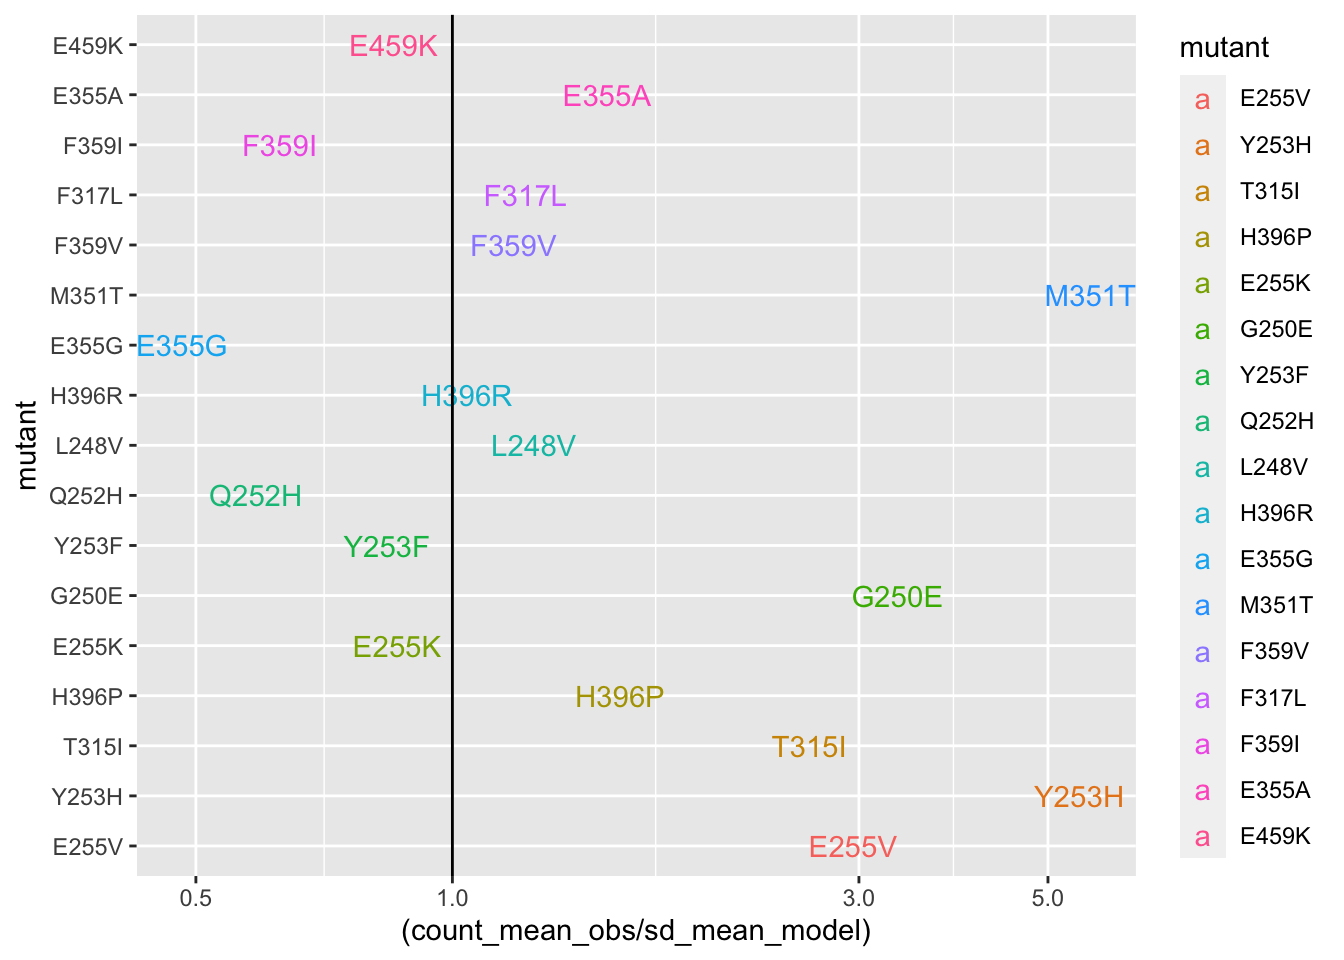 mutant
E459K
E355A
F359I
F317L
F359V
M351T
E355G
H396R
L248V
Q252H
Y253F
G250E
E255K
H396P
T315I
Y253H
E255V
E459K
E355A
F359I
F317L
F359V
M351T
E355G
H396R
L248V
Q252H
Y253F
G250E
E255K
H396P
T315I
Y253H
E255V
0.5 1.0 3.0 5.0
(count_mean_obs/sd_mean_model)
mutant
a E255V
a Y253H
a T315I
a H396P
a E255K
a G250E
a Y253F
a Q252H
a L248V
a H396R
a E355G
a M351T
a F359V
a F317L
a F359I
a E355A
a E459K